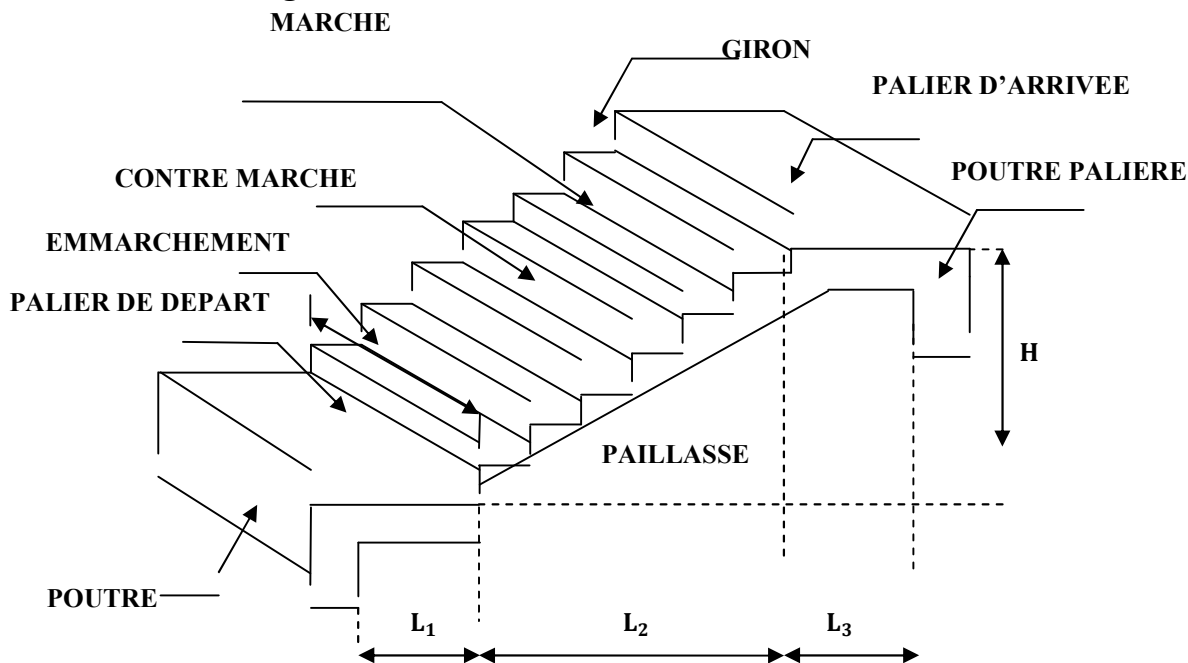 MARCHE
GIRON
PALIER D’ARRIVEE
CONTRE MARCHE
POUTRE PALIERE
EMMARCHEMENT
PALIER DE DEPART
H
PAILLASSE
POUTRE
L₁
L₂
L₃